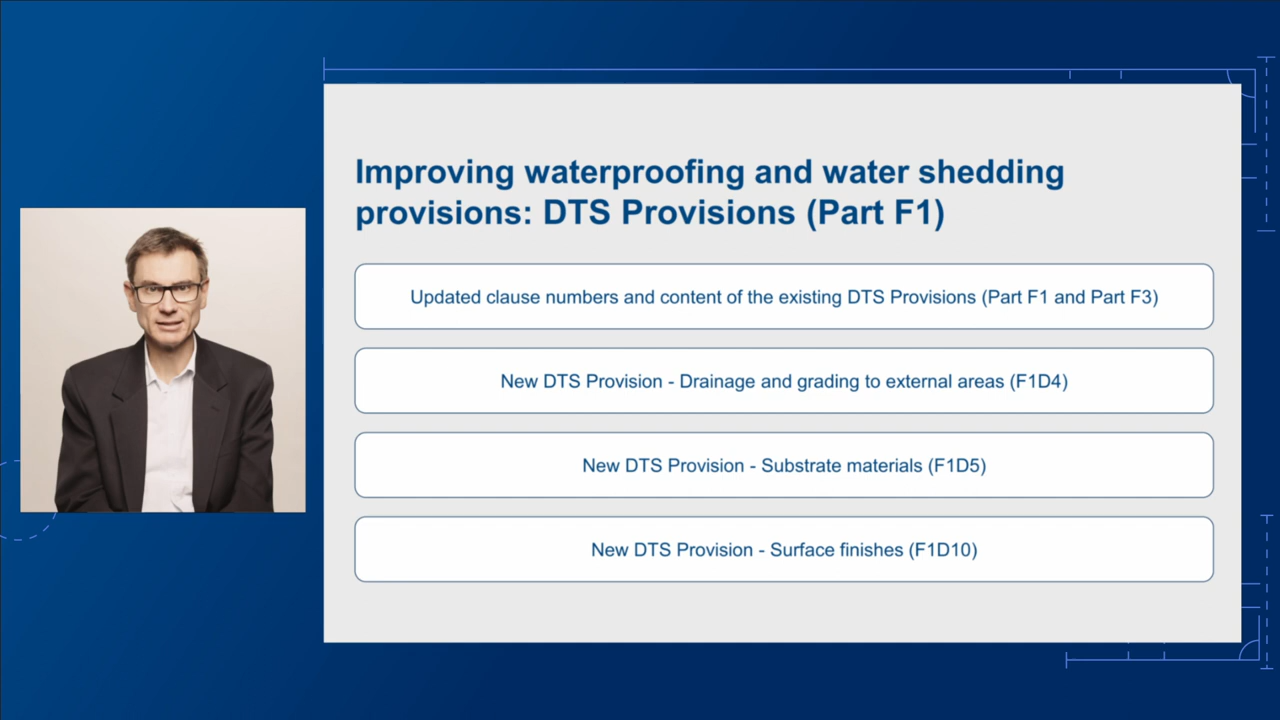 Improving waterproofing and water shedding
provisions: DTS Provisions (Part F1)
Updated clause numbers and content of the existing DTS Provisions (Part F1 and Part F3)
New DTS Provision - Drainage and grading to external areas (F1D4)
New DTS Provision - Substrate materials (F1D5)
New DTS Provision - Surface finishes (F1D10)